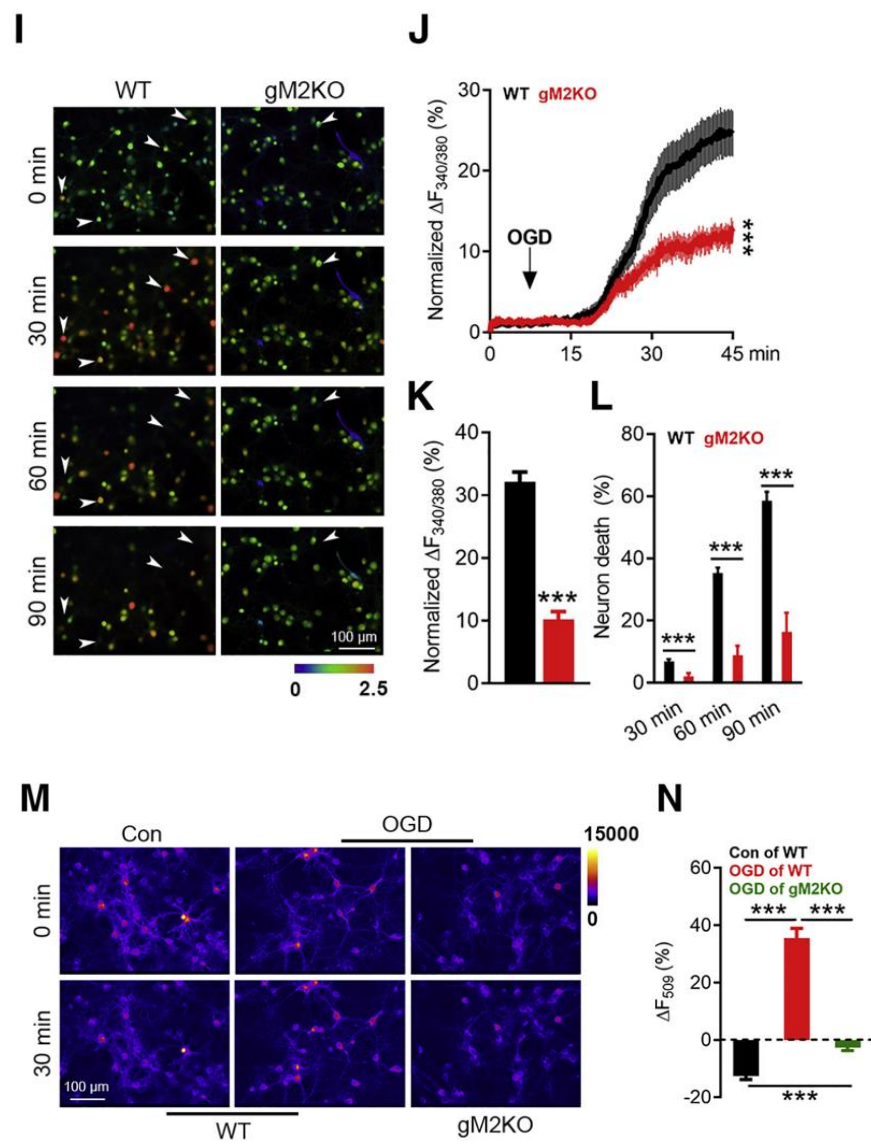 I
WT
gM2KO
0 min
30 min
60 min
90 min
100 µm
0
2.5
J
Normalized ΔF340/380 (%)
30
20
10
0
WT gM2KO
OGD
***
0
15
30
45 min
K
Normalized ΔF340/380 (%)
40
30
20
10
0
***
L
Neuron death (%)
80
60
40
20
0
WT gM2KO
***
***
***
30 min
60 min
90 min
M
Con
OGD
15000
0
0 min
30 min
100 µm
WT
gM2KO
N
Con of WT
OGD of WT
OGD of gM2KO
ΔF509 (%)
60
40
20
0
-20
*** ***
***